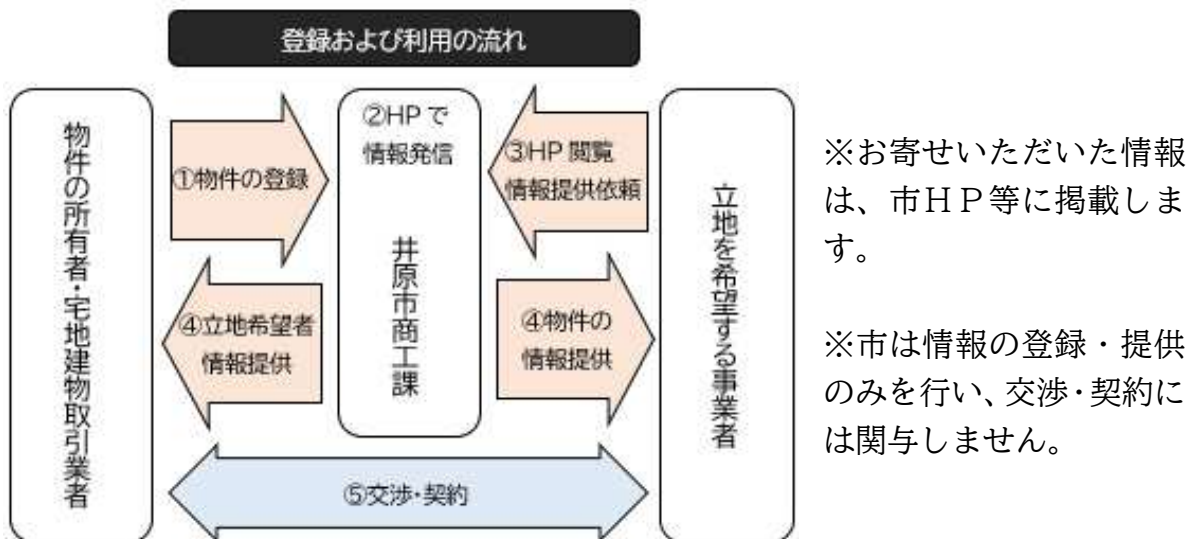 登録および利用の流れ
物件の所有者・宅地建物取引業者
①物件の登録
②HPで
情報発信
井原市商工課
③HP閲覧
情報提供依頼
④立地希望者
情報提供
④物件の
情報提供
⑤交渉・契約
立地を希望する事業者
※お寄せいただいた情報
は、市ＨＰ等に掲載しま
す。
※市は情報の登録・提供
のみを行い、交渉・契約に
は関与しません。